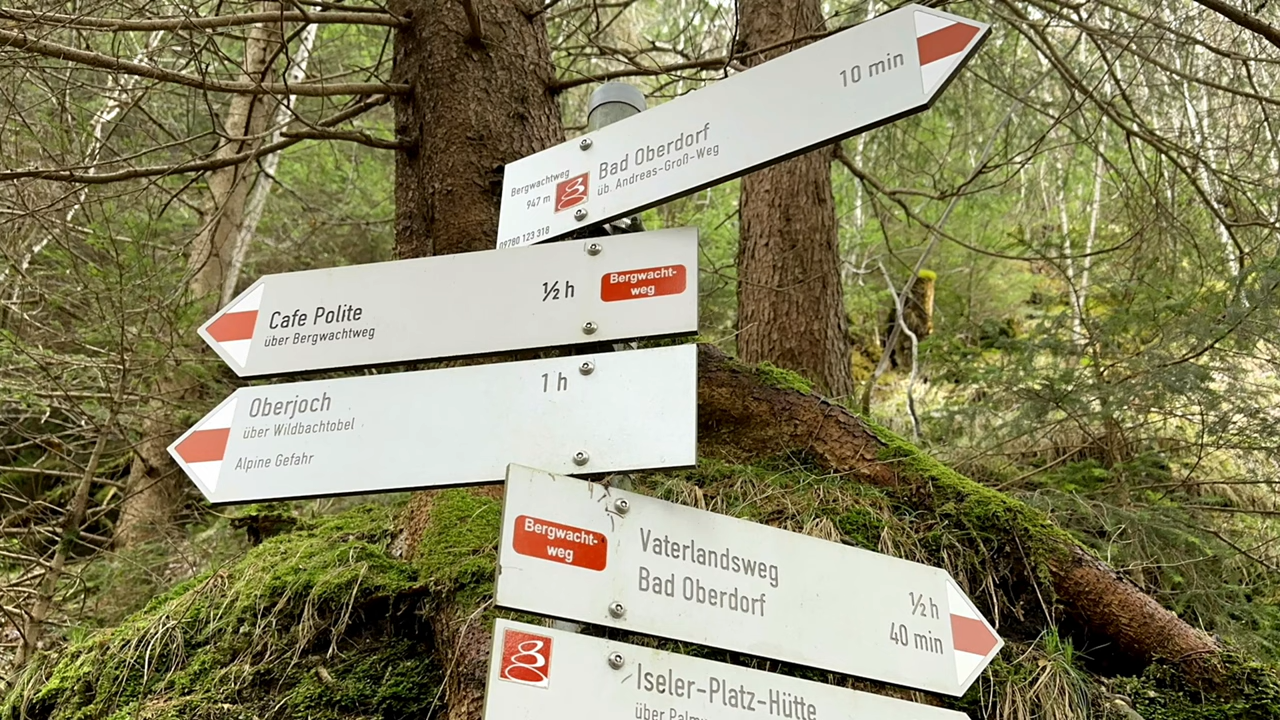 10 min
Bergwachtweg
947 m
Bad Oberdorf
üb. Andreas-Groß-Weg
09780 123 318
Cafe Polite
über Bergwachtweg
½ h
Bergwacht-
weg
Oberjoch
über Wildbachtobel
Alpine Gefahr
1 h
Bergwacht-
weg
Vaterlandsweg
Bad Oberdorf
½ h
40 min
Iseler-Platz-Hütte
über